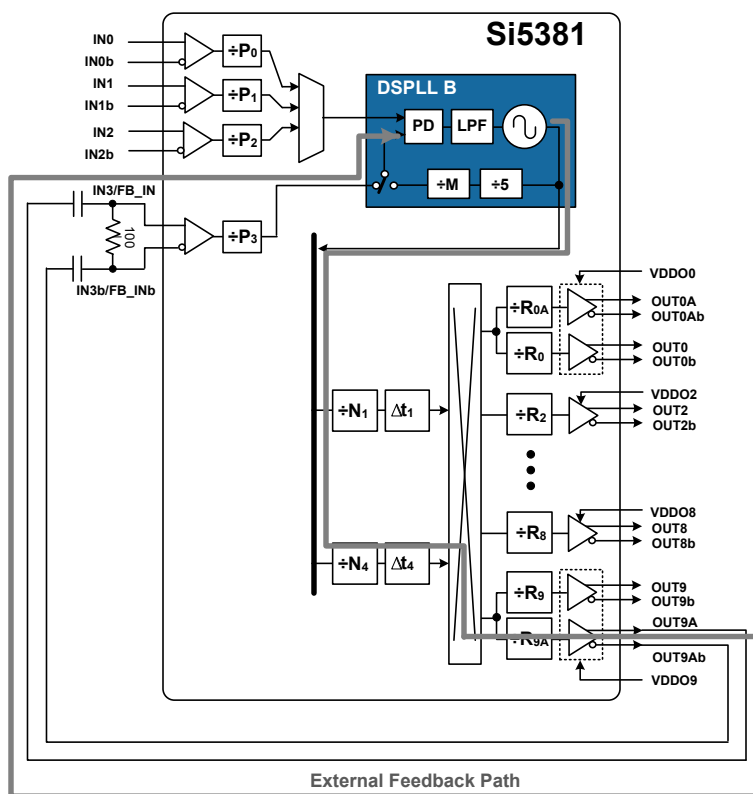 Si5381
IN0
IN0b
÷P0
IN1
IN1b
÷P1
IN2
IN2b
÷P2
DSPLL B
PD
LPF
÷M
÷5
IN3/FB_IN
100
÷P3
IN3b/FB_INb
VDDO0
÷R0A
OUT0A
OUT0Ab
÷R0
OUT0
OUT0b
÷N1
Δt1
VDDO2
÷R2
OUT2
OUT2b
VDDO8
÷R8
OUT8
OUT8b
÷N4
Δt4
÷R9
OUT9
OUT9b
÷R9A
OUT9A
OUT9Ab
VDDO9
External Feedback Path